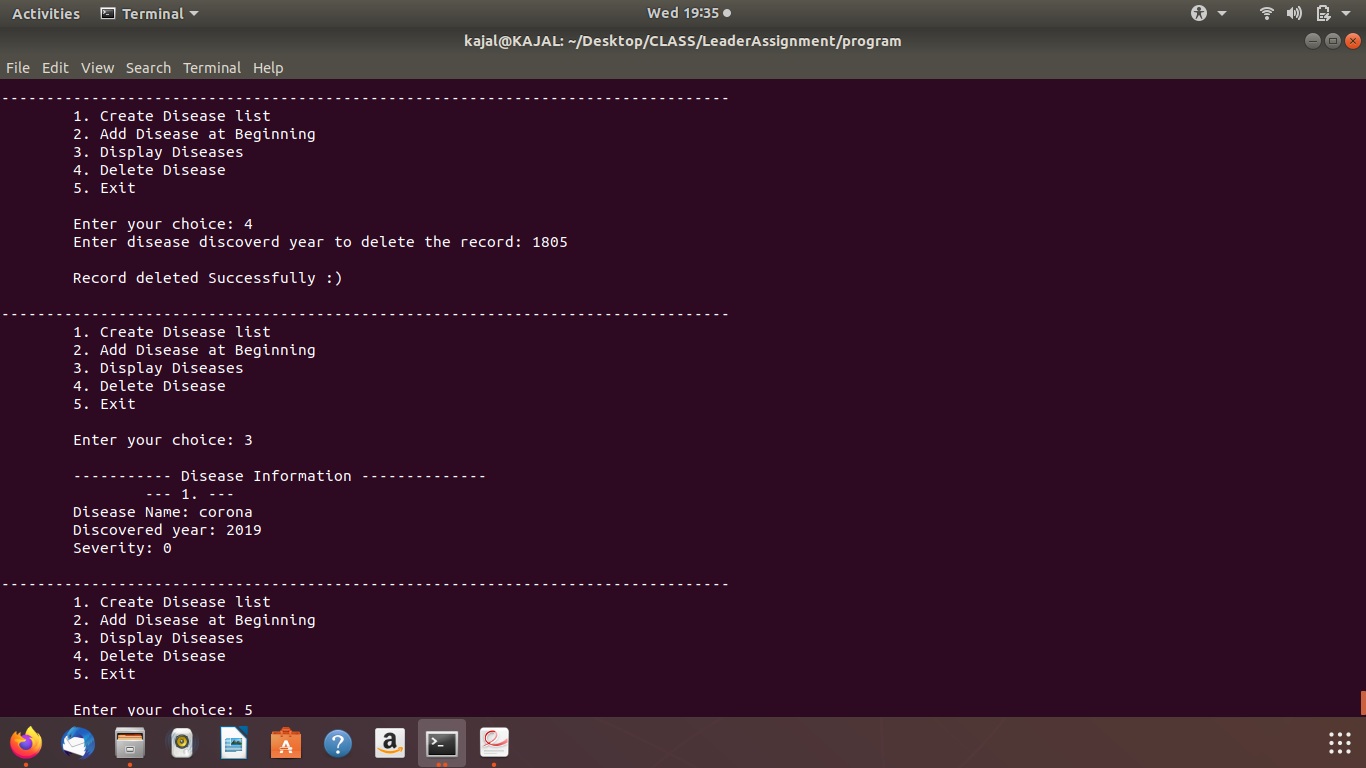 Activities Terminal Wed 19:35
kajal@KAJAL: ~/Desktop/CLASS/LeaderAssignment/program
File Edit View Search Terminal Help
--------------------------------------------------------------------------------
1. Create Disease list
2. Add Disease at Beginning
3. Display Diseases
4. Delete Disease
5. Exit
Enter your choice: 4
Enter disease discoverd year to delete the record: 1805
Record deleted Successfully :)
--------------------------------------------------------------------------------
1. Create Disease list
2. Add Disease at Beginning
3. Display Diseases
4. Delete Disease
5. Exit
Enter your choice: 3
----------- Disease Information --------------
--- 1. ---
Disease Name: corona
Discovered year: 2019
Severity: 0
--------------------------------------------------------------------------------
1. Create Disease list
2. Add Disease at Beginning
3. Display Diseases
4. Delete Disease
5. Exit
Enter your choice: 5